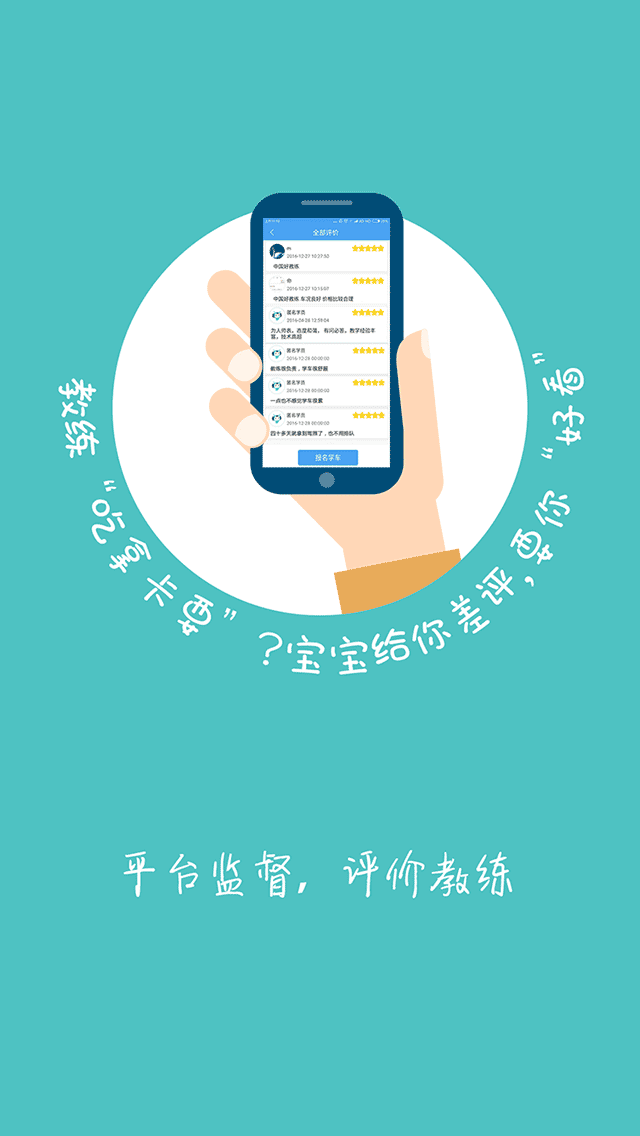 全部评价
2016-12-27 10:27:53
中国好教练
2016-12-27 10:13:07
中国好教练 车况良好 价格比较合理
匿名学员
2016-04-28 12:59:04
为人师表，态度和蔼， 有问必答。教学经验丰
富，技术高超
匿名学员
2016-12-28 00:00:00
教练很负责，学车很舒服
匿名学员
2016-12-28 00:00:00
一点也不感觉学车很累
匿名学员
2016-12-28 00:00:00
四十多天就拿到驾照了，也不用排队
报名学车
教练“吃拿卡要”？宝宝给你差评，要你“好看”
平台监督，评价教练